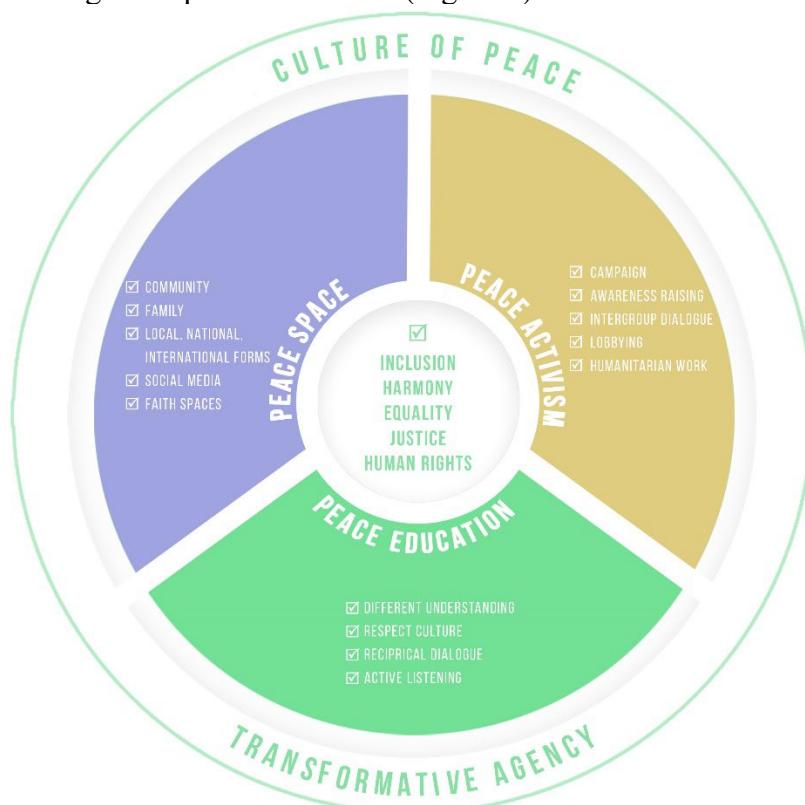 CULTURE OF PEACE
PEACE SPACE
☑ COMMUNITY
☑ FAMILY
☑ LOCAL, NATIONAL,
INTERNATIONAL FORMS
☑ SOCIAL MEDIA
☑ FAITH SPACES
PEACE ACTIVISM
☑ CAMPAIGN
☑ AWARENESS RAISING
☑ INTERGROUP DIALOGUE
☑ LOBBYING
☑ HUMANITARIAN WORK
☑
INCLUSION
HARMONY
EQUALITY
JUSTICE
HUMAN RIGHTS
PEACE EDUCATION
☑ DIFFERENT UNDERSTANDING
☑ RESPECT CULTURE
☑ RECIPRICAL DIALOGUE
☑ ACTIVE LISTENING
TRANSFORMATIVE AGENCY